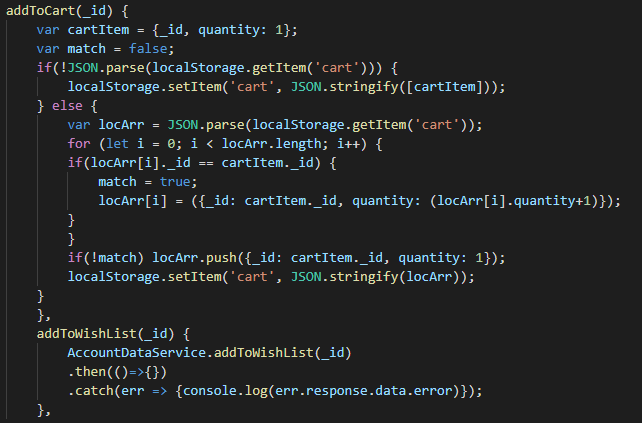 addToCart(_id) {
var cartItem = {_id, quantity: 1};
var match = false;
if(!JSON.parse(localStorage.getItem('cart'))) {
localStorage.setItem('cart', JSON.stringify([cartItem]));
} else {
var locArr = JSON.parse(localStorage.getItem('cart'));
for (let i = 0; i < locArr.length; i++) {
if(locArr[i]._id == cartItem._id) {
match = true;
locArr[i] = ({_id: cartItem._id, quantity: (locArr[i].quantity+1)});
}
}
if(!match) locArr.push({_id: cartItem._id, quantity: 1});
localStorage.setItem('cart', JSON.stringify(locArr));
}
},
addToWishList(_id) {
AccountDataService.addToWishList(_id)
.then(()=>{})
.catch(err => {console.log(err.response.data.error)});
},